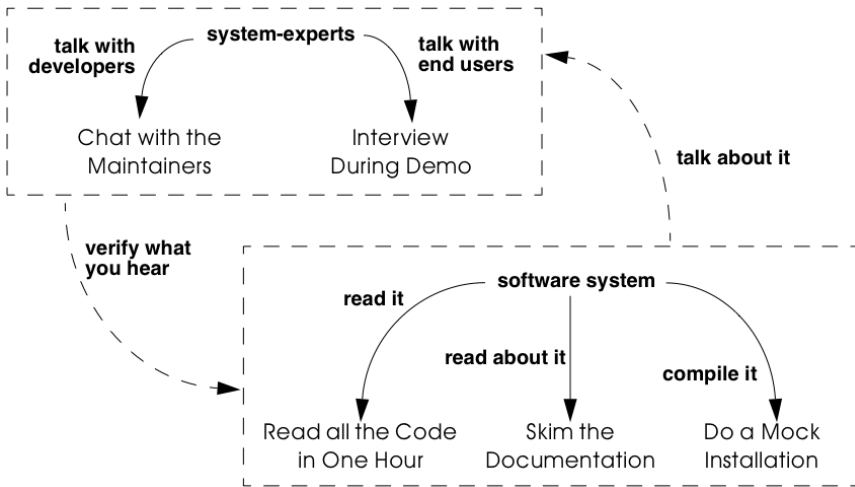 system-experts
talk with
developers
talk with
end users
Chat with the
Maintainers
Interview
During Demo
talk about it
verify what
you hear
software system
read it
read about it
compile it
Read all the Code
in One Hour
Skim the
Documentation
Do a Mock
Installation